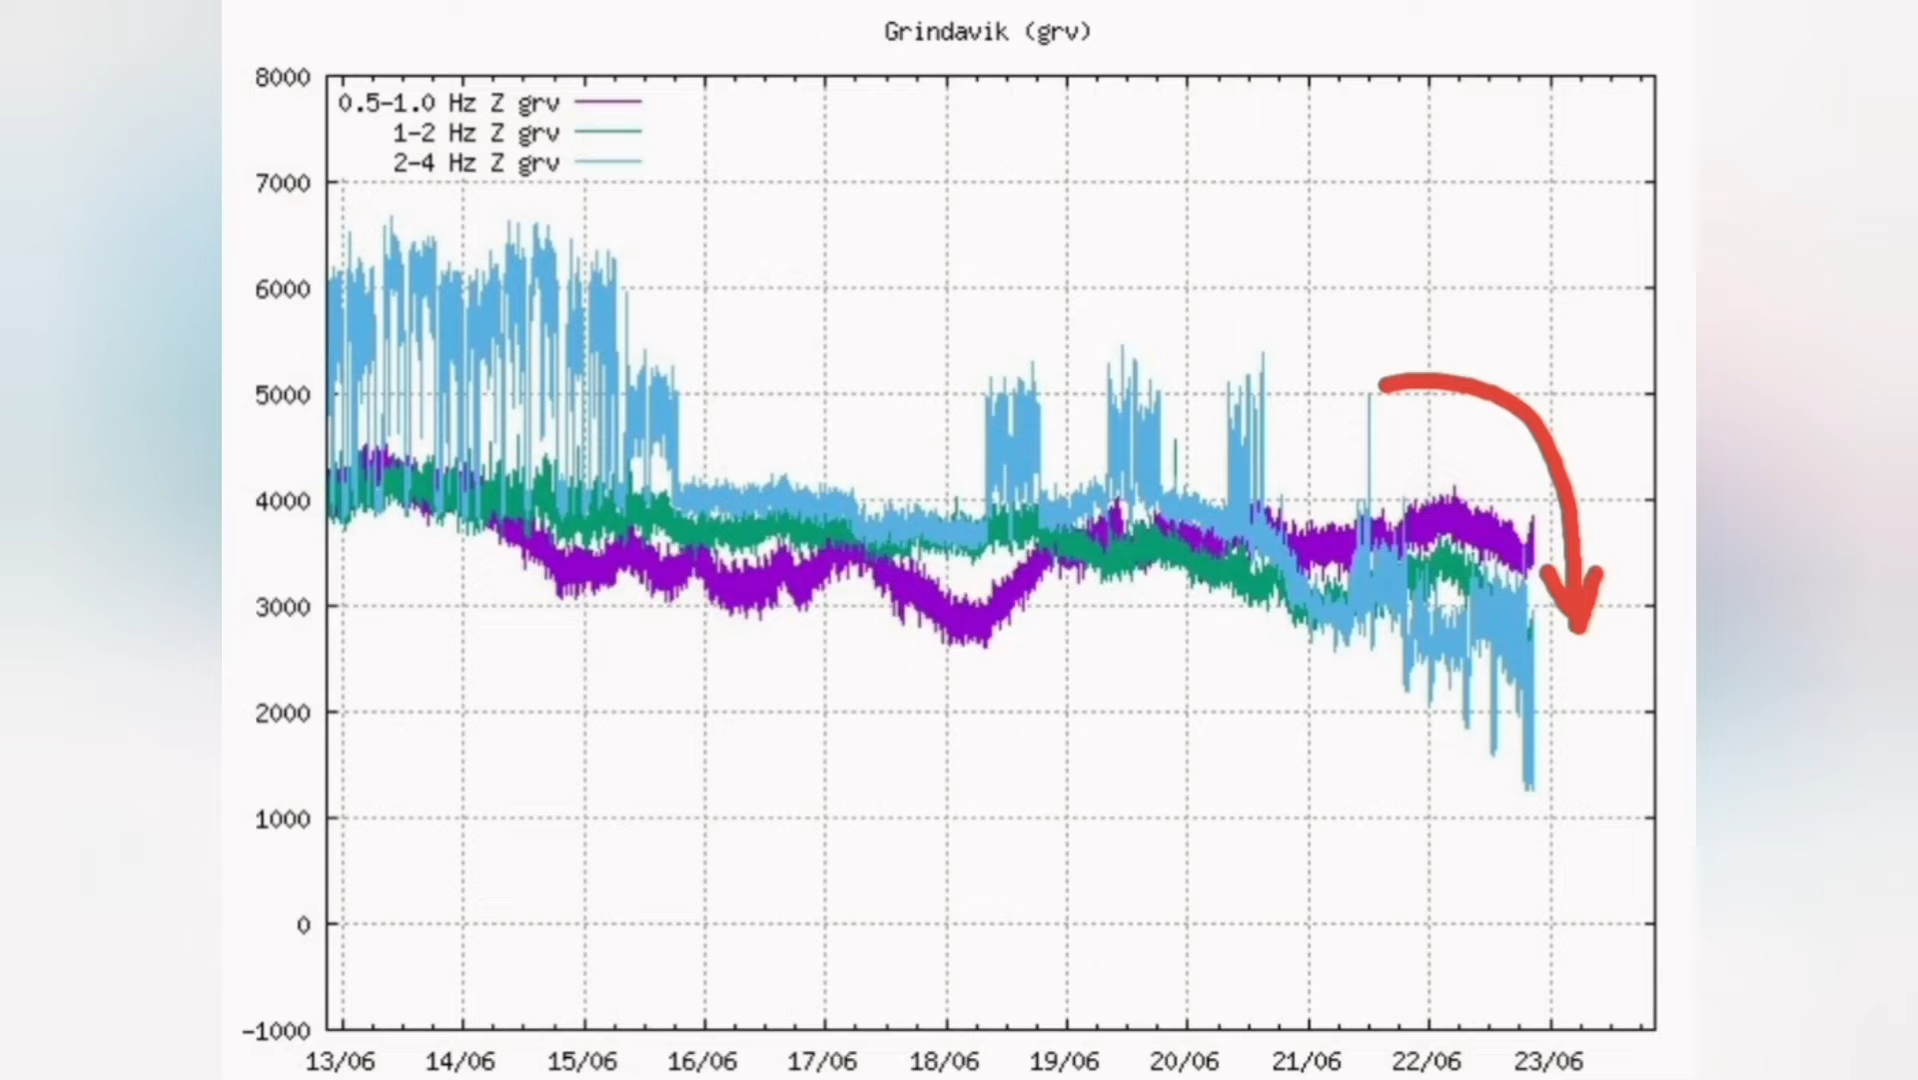 Grindavik (grv)
8000
0.5-1.0 Hz Z grv
1-2 Hz Z grv
2-4 Hz Z grv
7000
6000
5000
4000
3000
2000
1000
0
-1000
13/06 14/06 15/06 16/06 17/06 18/06 19/06 20/06 21/06 22/06 23/06